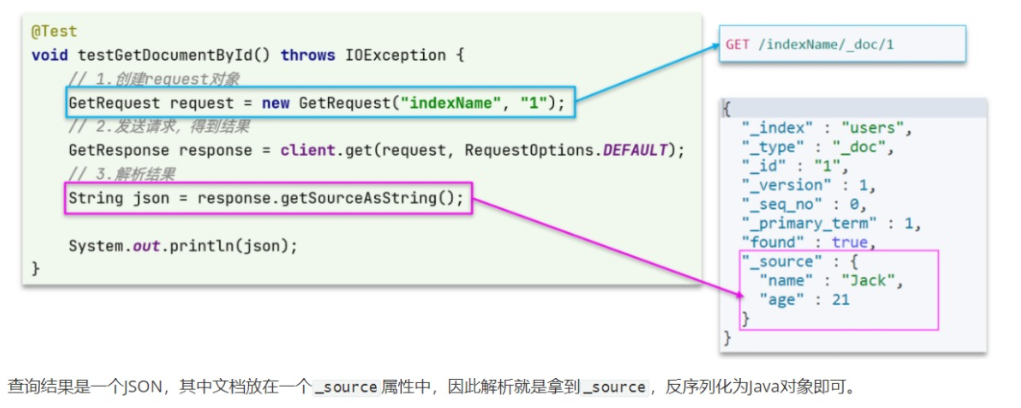 @Test
void testGetDocumentById() throws IOException {
// 1.创建request对象
GetRequest request = new GetRequest("indexName", "1");
// 2.发送请求，得到结果
GetResponse response = client.get(request, RequestOptions.DEFAULT);
// 3.解析结果
String json = response.getSourceAsString();
System.out.println(json);
}
GET /indexName/_doc/1
{
"_index" : "users",
"_type" : "_doc",
"_id" : "1",
"_version" : 1,
"_seq_no" : 0,
"_primary_term" : 1,
"found" : true,
"_source" : {
"name" : "Jack",
"age" : 21
}
}
查询结果是一个JSON，其中文档放在一个_source属性中，因此解析就是拿到_source，反序列化为Java对象即可。